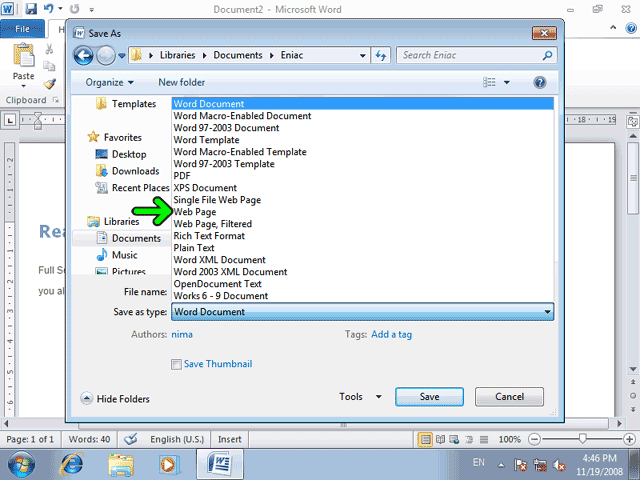 Document2 - Microsoft Word
File
Paste
Clipboard
Save As
Libraries
Documents
Eniac
Search Eniac
Organize
New folder
Templates
Favorites
Desktop
Downloads
Recent Places
Libraries
Documents
Music
Pictures
Word Document
Word Macro-Enabled Document
Word 97-2003 Document
Word Template
Word Macro-Enabled Template
Word 97-2003 Template
PDF
XPS Document
Single File Web Page
Web Page
Web Page, Filtered
Rich Text Format
Plain Text
Word XML Document
Word 2003 XML Document
OpenDocument Text
Works 6 - 9 Document
File name:
Save as type: Word Document
Authors: nima
Tags: Add a tag
Save Thumbnail
Hide Folders
Tools
Save
Cancel
Rea
Full S
you al
18
19
Page: 1 of 1
Words: 40
English (U.S.)
Insert
100%
EN
4:46 PM
11/19/2008